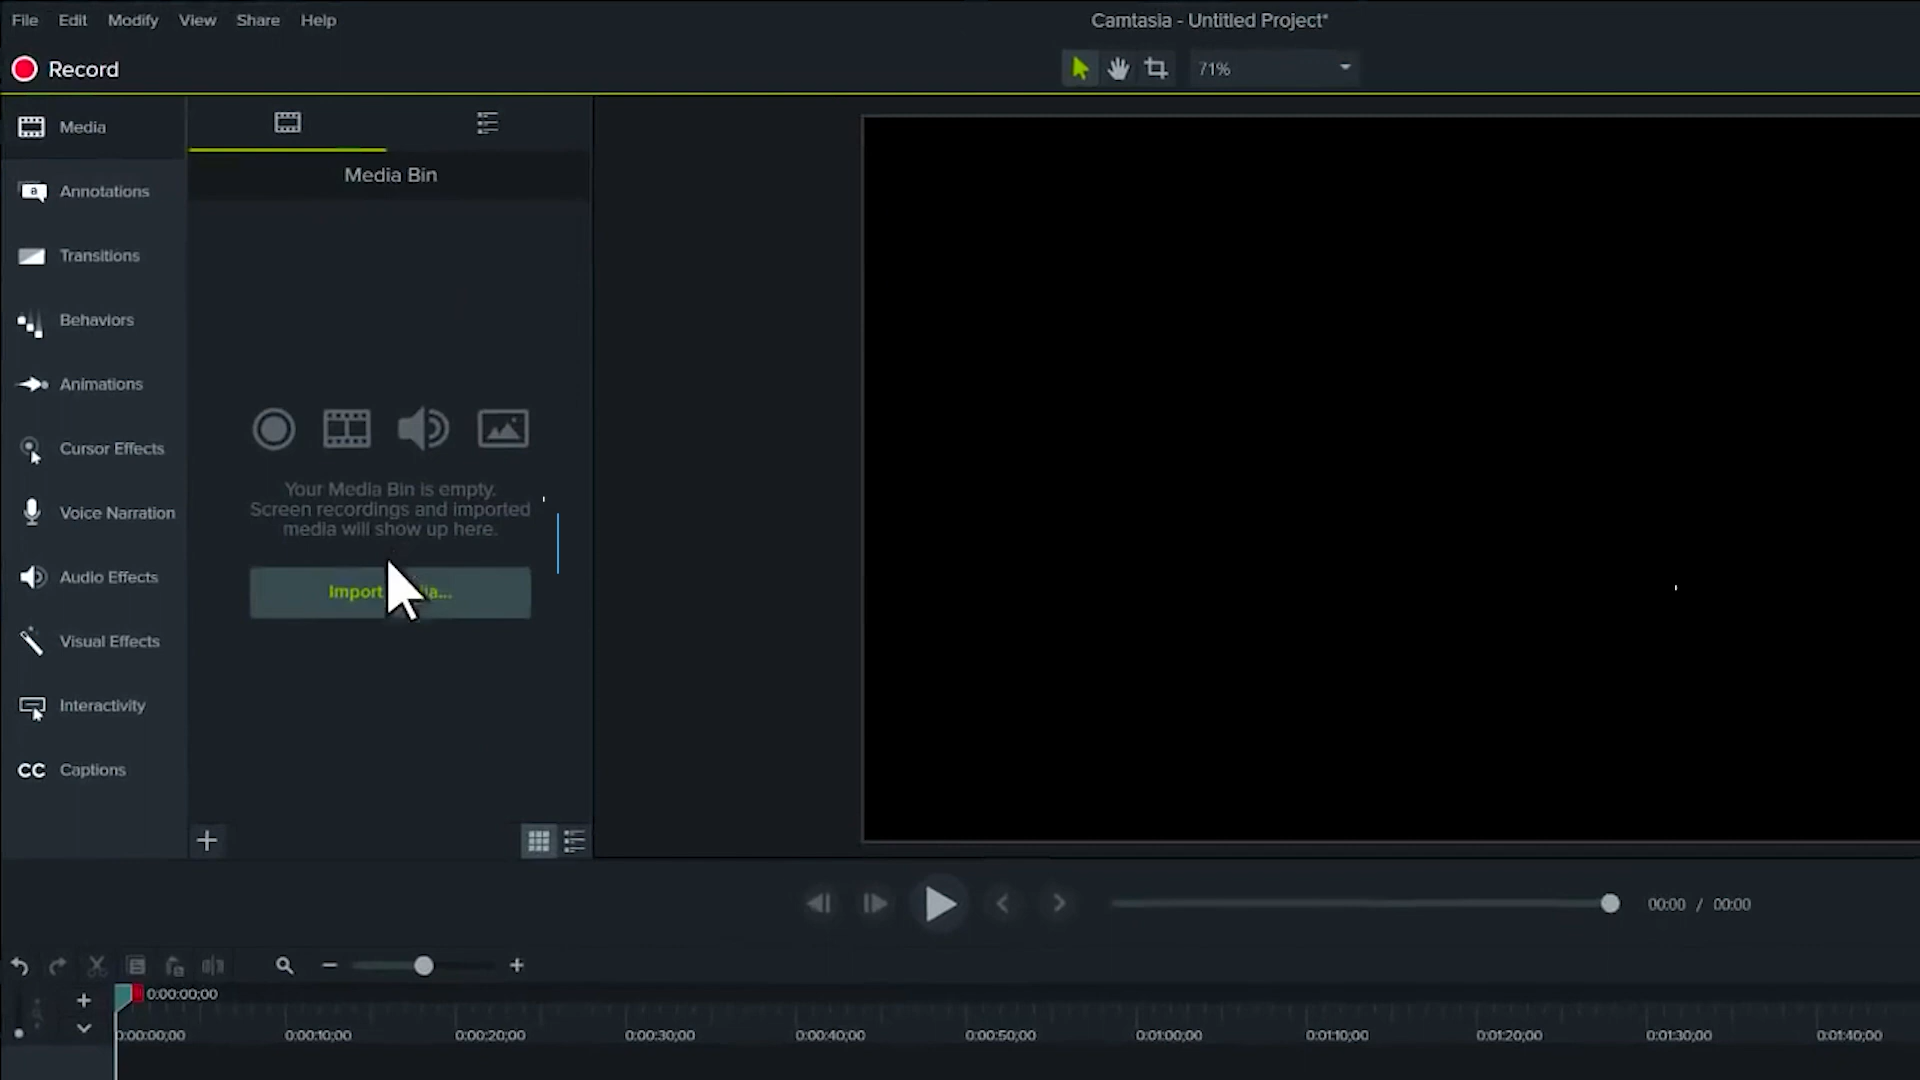 File Edit Modify View Share Help
Camtasia - Untitled Project*
Record
71%
Media
Annotations
Transitions
Behaviors
Animations
Cursor Effects
Voice Narration
Audio Effects
Visual Effects
Interactivity
CC Captions
Media Bin
Your Media Bin is empty.
Screen recordings and imported
media will show up here.
Import
00:00 / 00:00
0:00:00;00
0:00:00;00 0:00:10;00 0:00:20;00 0:00:30;00 0:00:40;00 0:00:50;00 0:01:00;00 0:01:10;00 0:01:20;00 0:01:30;00 0:01:40;00